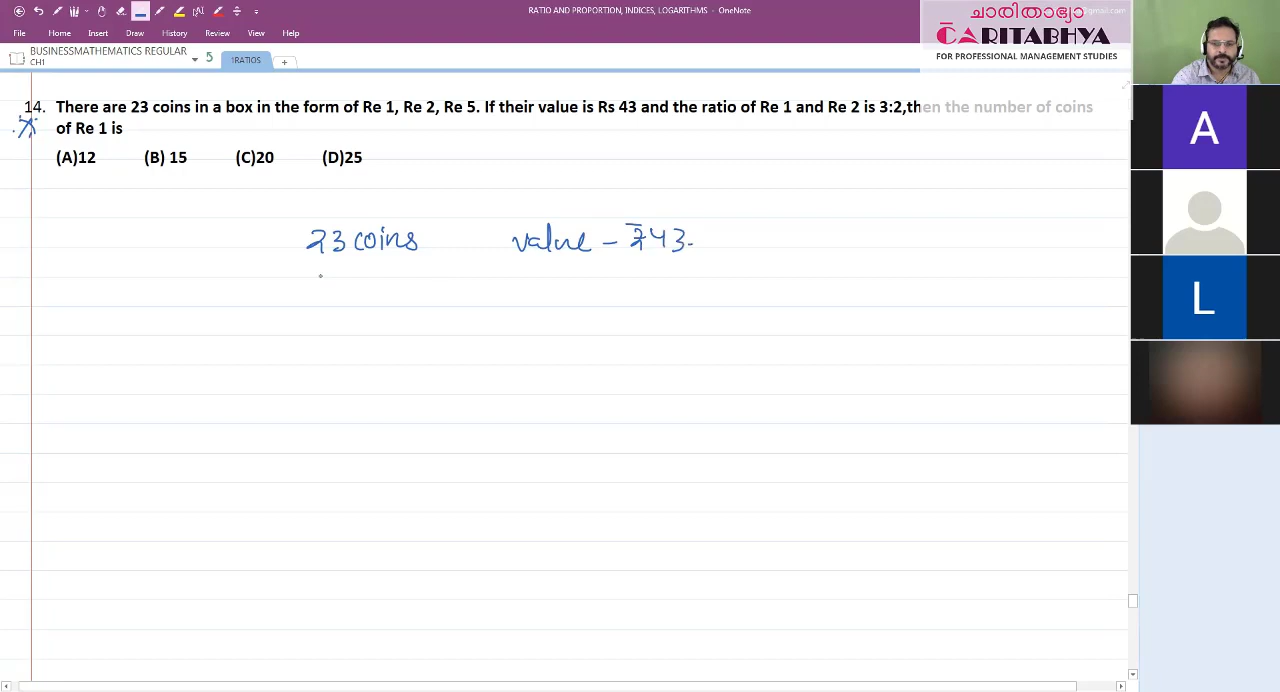 RATIO AND PROPORTION, INDICES, LOGARITHMS - OneNote
@gmail.com
ചാരിതാഭ്യാ
CARITABHYA
FOR PROFESSIONAL MANAGEMENT STUDIES
File Home Insert Draw History Review View Help
BUSINESSMATHEMATICS REGULAR
CH1
1RATIOS
14. There are 23 coins in a box in the form of Re 1, Re 2, Re 5. If their value is Rs 43 and the ratio of Re 1 and Re 2 is 3:2,then the number of coins
of Re 1 is
(A)12 (B) 15 (C)20 (D)25
23 coins value - ₹43
A
L